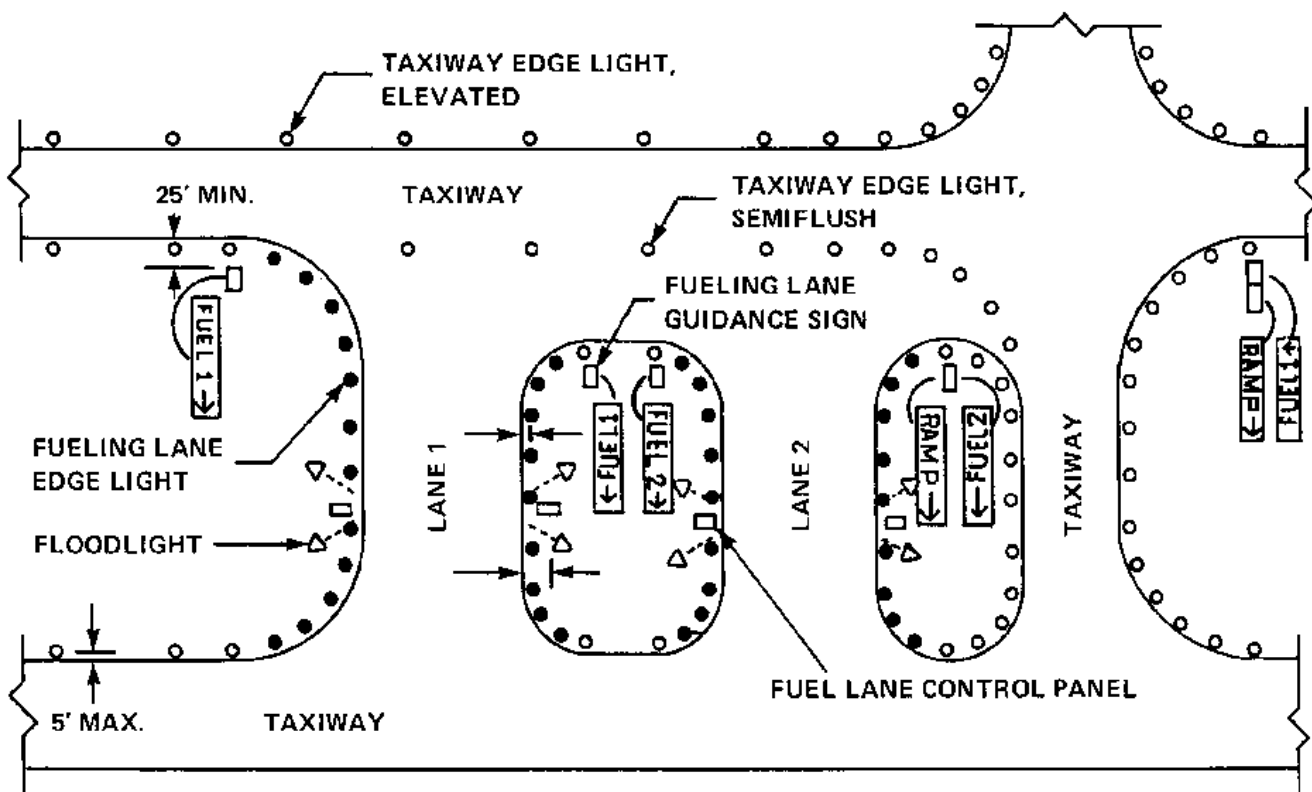 TAXIWAY EDGE LIGHT,
ELEVATED
25' MIN.
TAXIWAY
TAXIWAY EDGE LIGHT,
SEMIFLUSH
FUELING LANE
GUIDANCE SIGN
FUEL 1 →
RAMP →
← FUEL 1
← FUEL 1
FUEL 2 →
RAMP →
← FUEL 2
FUELING LANE
EDGE LIGHT
LANE 1
LANE 2
TAXIWAY
FLOODLIGHT
FUEL LANE CONTROL PANEL
5' MAX.
TAXIWAY